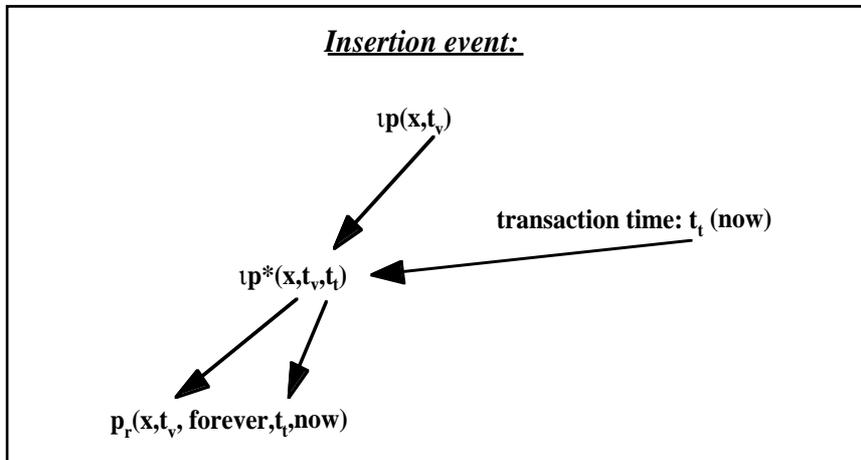 Insertion event:
ιp(x,tᵥ)
transaction time: tₜ (now)
ιp*(x,tᵥ,tₜ)
pᵣ(x,tᵥ, forever,tₜ,now)